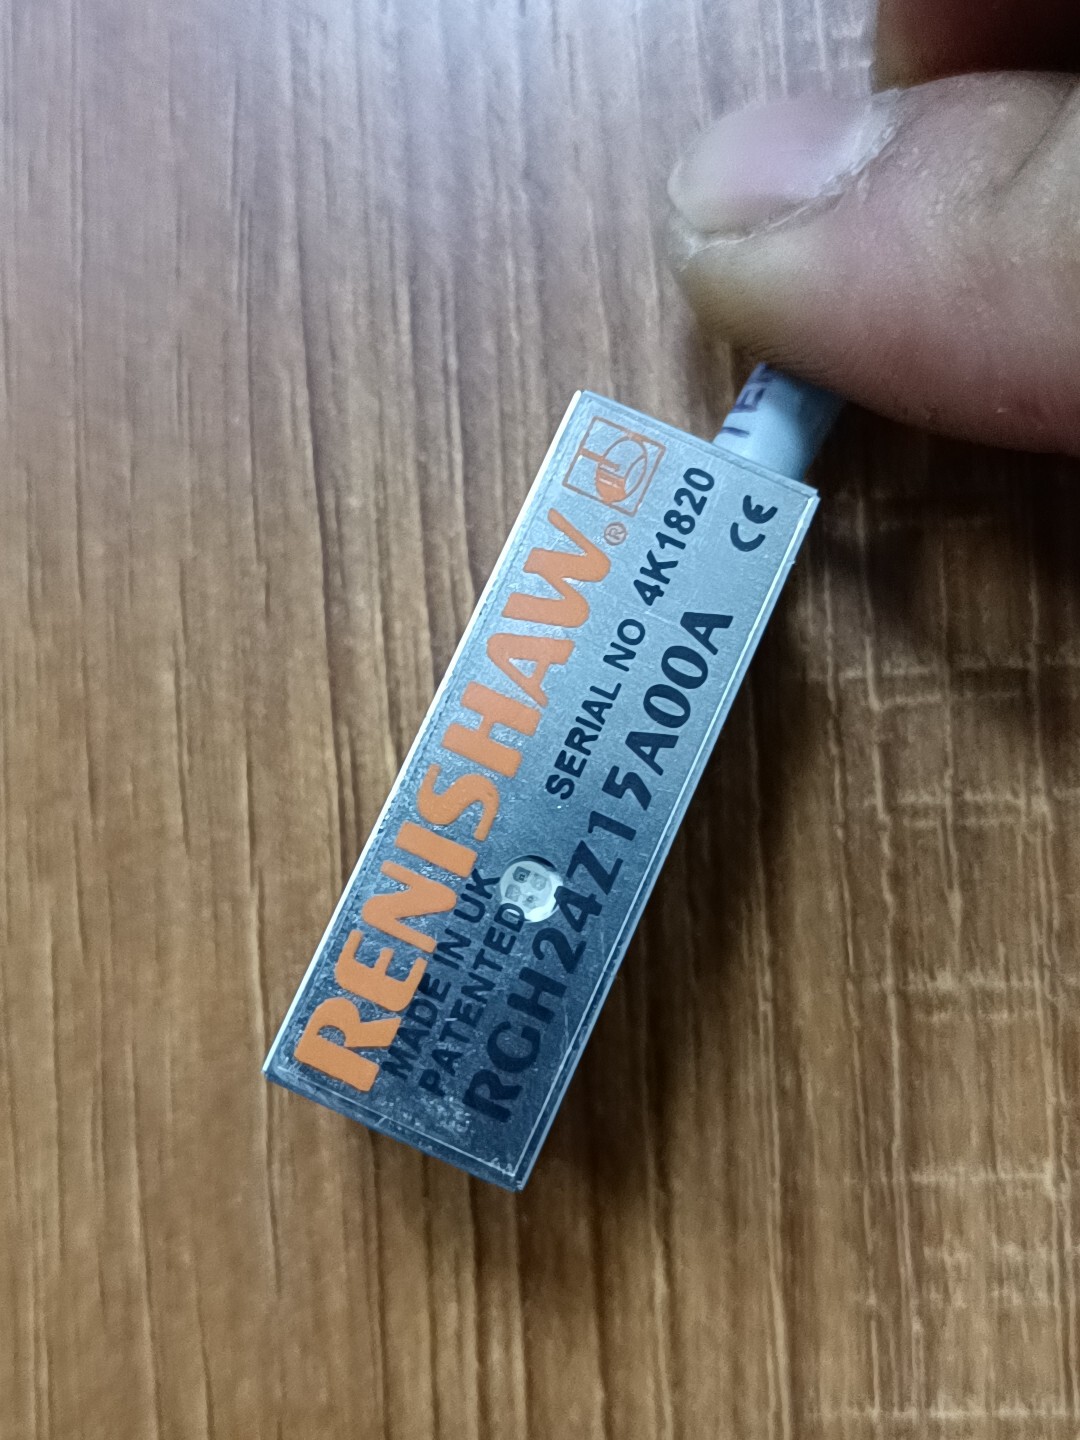 RENISHAW®
MADE IN UK
PATENTED
SERIAL NO 4K1820
RGH24Z15A00A
CE